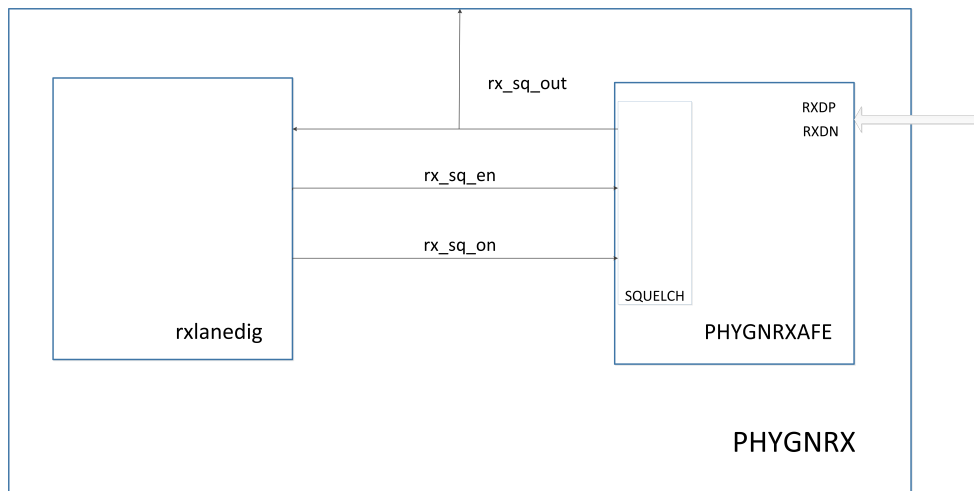 rx_sq_out
RXDP
RXDN
rx_sq_en
rx_sq_on
SQUELCH
rxlanedig
PHYGNRXAFE
PHYGNRX